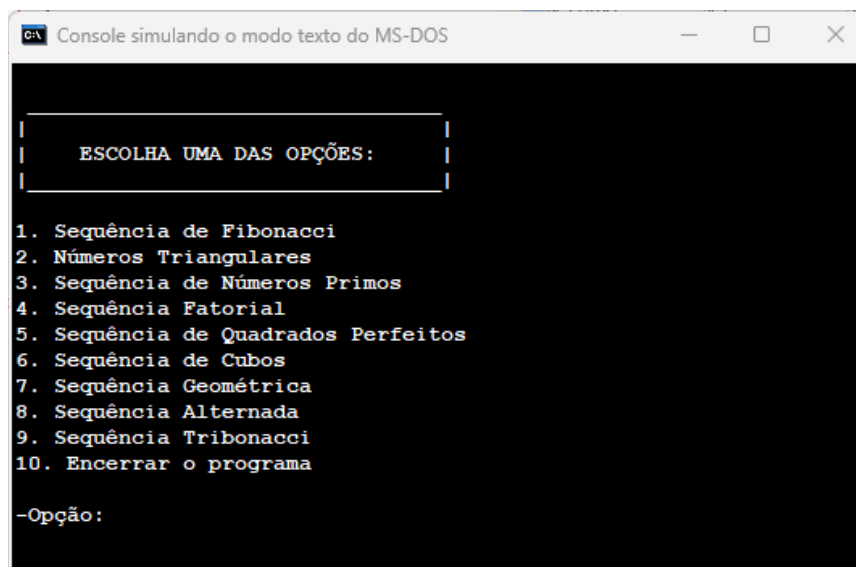 Console simulando o modo texto do MS-DOS
ESCOLHA UMA DAS OPÇÕES:
1. Sequência de Fibonacci
2. Números Triangulares
3. Sequência de Números Primos
4. Sequência Fatorial
5. Sequência de Quadrados Perfeitos
6. Sequência de Cubos
7. Sequência Geométrica
8. Sequência Alternada
9. Sequência Tribonacci
10. Encerrar o programa
-Opção: